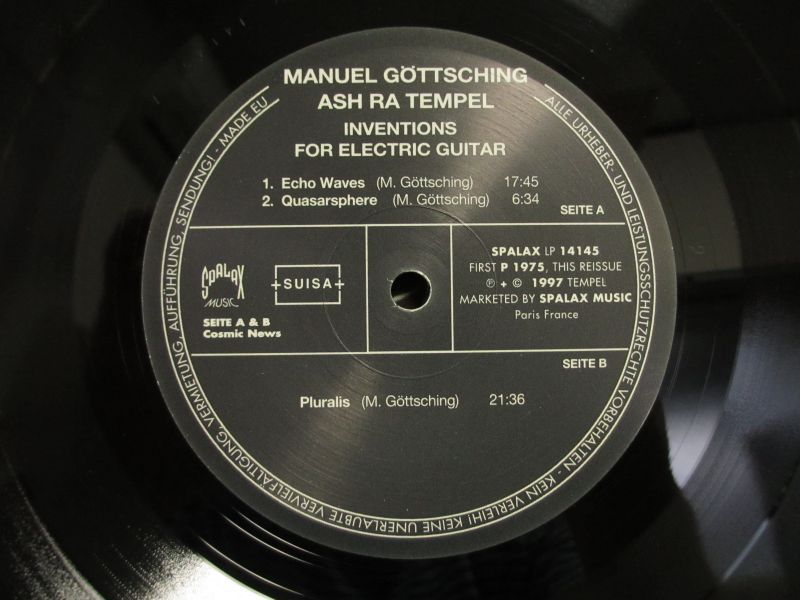 MANUEL GÖTTSCHING
ASH RA TEMPEL
INVENTIONS
FOR ELECTRIC GUITAR
1. Echo Waves (M. Göttsching) 17:45
2. Quasarsphere (M. Göttsching) 6:34
SEITE A
SPALAX
MUSIC
SUISA
SEITE A & B
Cosmic News
SPALAX LP 14145
FIRST P 1975, THIS REISSUE
℗ + © 1997 TEMPEL
MARKETED BY SPALAX MUSIC
Paris France
SEITE B
Pluralis (M. Göttsching) 21:36
ALLE URHEBER- UND LEISTUNGSSCHUTZRECHTE VORBEHALTEN - KEIN VERLEIH! KEINE UNERLAUBTE VERVIELFÄLTIGUNG, VERMIETUNG, AUFFÜHRUNG, SENDUNG! - MADE EU